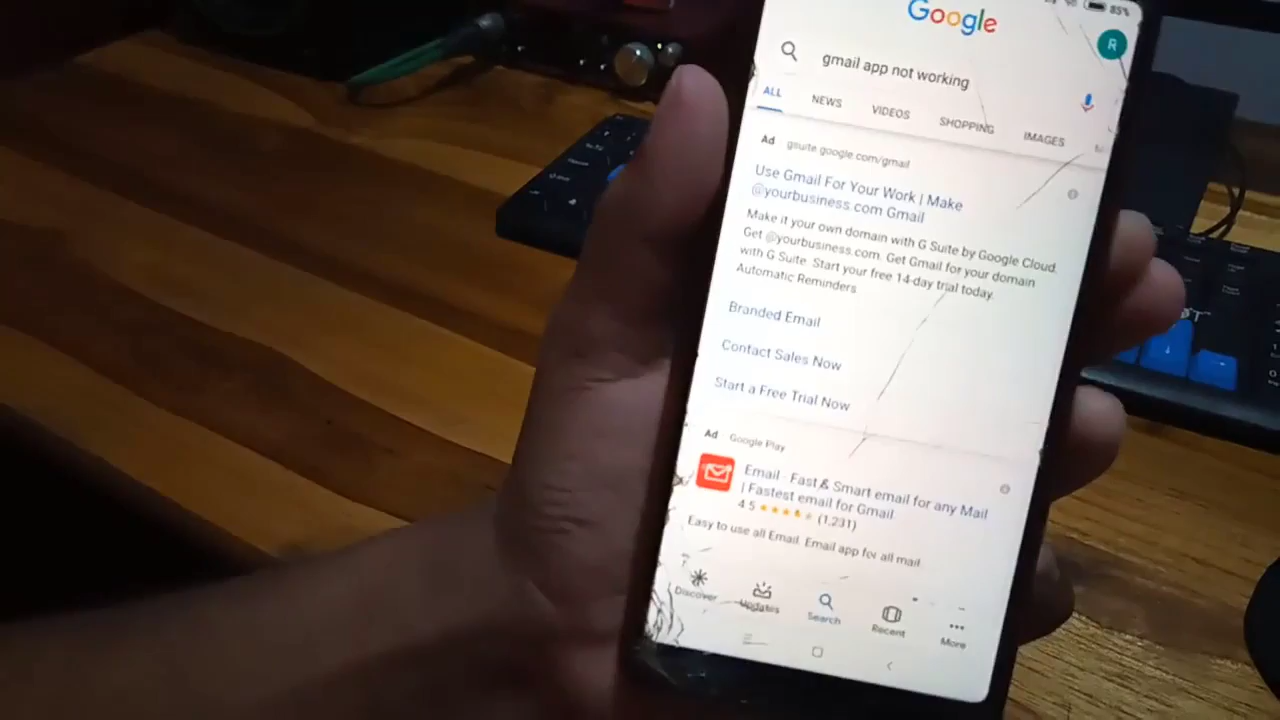 85%
Google
R
gmail app not working
ALL NEWS VIDEOS SHOPPING IMAGES
Ad gsuite.google.com/gmail
Use Gmail For Your Work | Make
@yourbusiness.com Gmail
Make it your own domain with G Suite by Google Cloud.
Get @yourbusiness.com. Get Gmail for your domain
with G Suite. Start your free 14-day trial today.
Automatic Reminders
Branded Email
Contact Sales Now
Start a Free Trial Now
Ad Google Play
Email - Fast & Smart email for any Mail
| Fastest email for Gmail
4.5 (1,231)
Easy to use all Email. Email app for all mail
Discover Updates Search Recent More